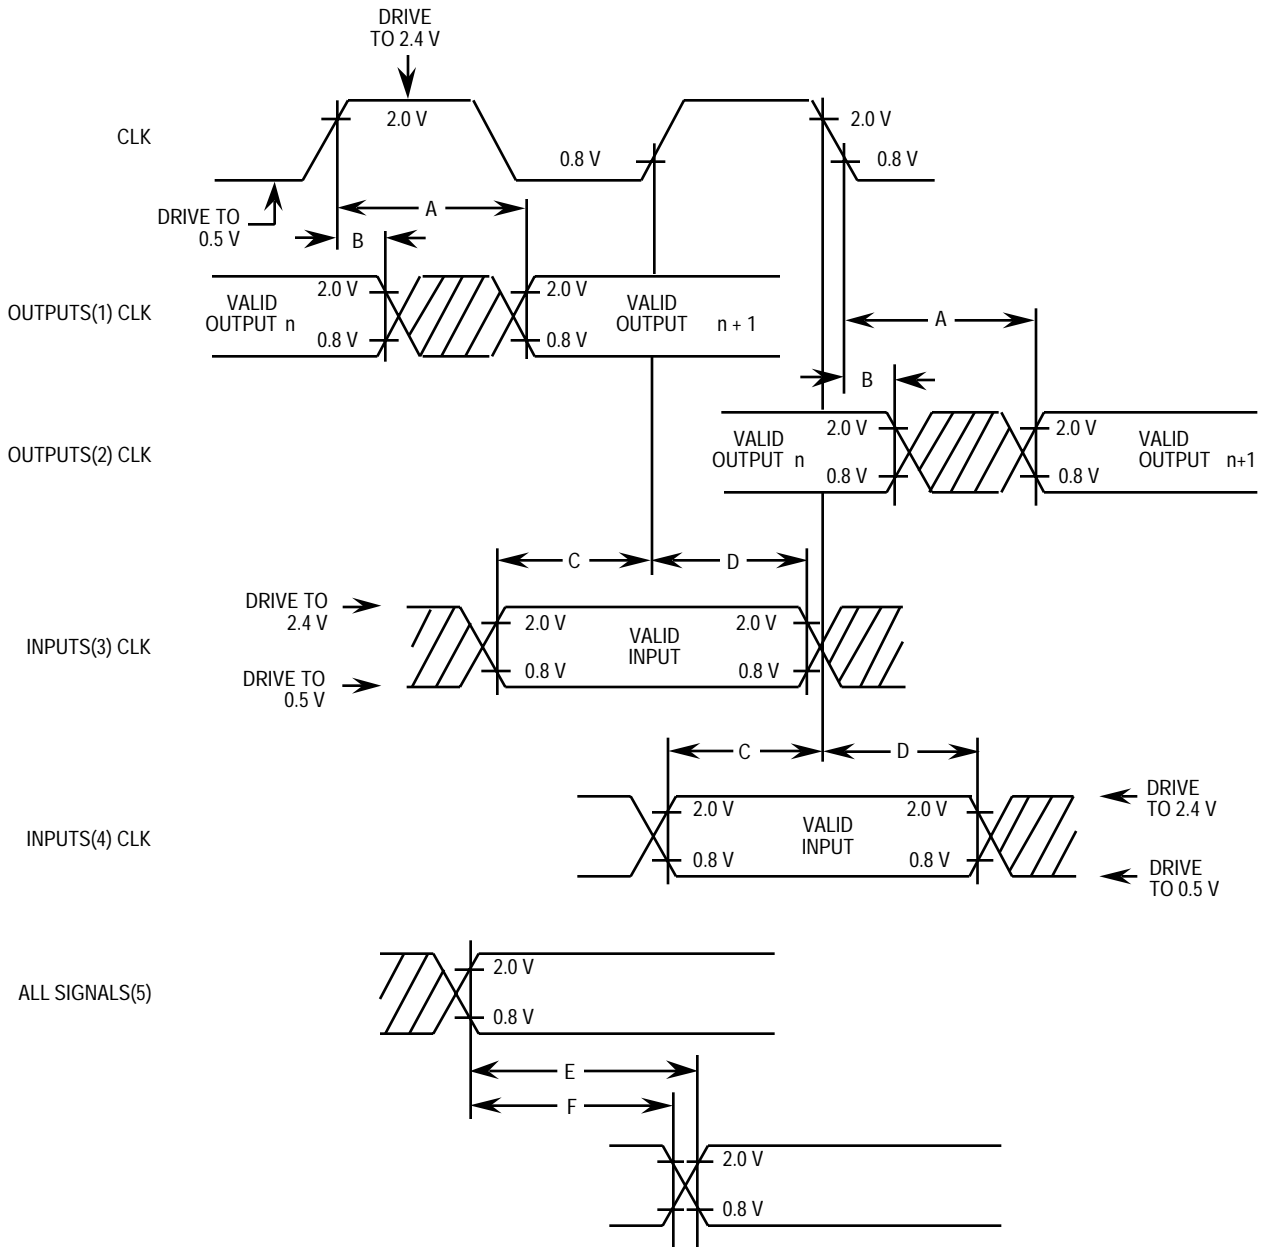 DRIVE
TO 2.4 V
2.0 V
2.0 V
CLK
0.8 V
0.8 V
DRIVE TO
0.5 V
A
B
2.0 V
2.0 V
OUTPUTS(1) CLK
VALID
OUTPUT n
VALID
OUTPUT n + 1
0.8 V
0.8 V
A
B
2.0 V
2.0 V
OUTPUTS(2) CLK
VALID
OUTPUT n
VALID
OUTPUT n+1
0.8 V
0.8 V
C
D
DRIVE TO
2.4 V
2.0 V
2.0 V
INPUTS(3) CLK
VALID
INPUT
0.8 V
0.8 V
DRIVE TO
0.5 V
C
D
DRIVE
TO 2.4 V
2.0 V
2.0 V
INPUTS(4) CLK
VALID
INPUT
0.8 V
0.8 V
DRIVE
TO 0.5 V
2.0 V
ALL SIGNALS(5)
0.8 V
E
F
2.0 V
0.8 V